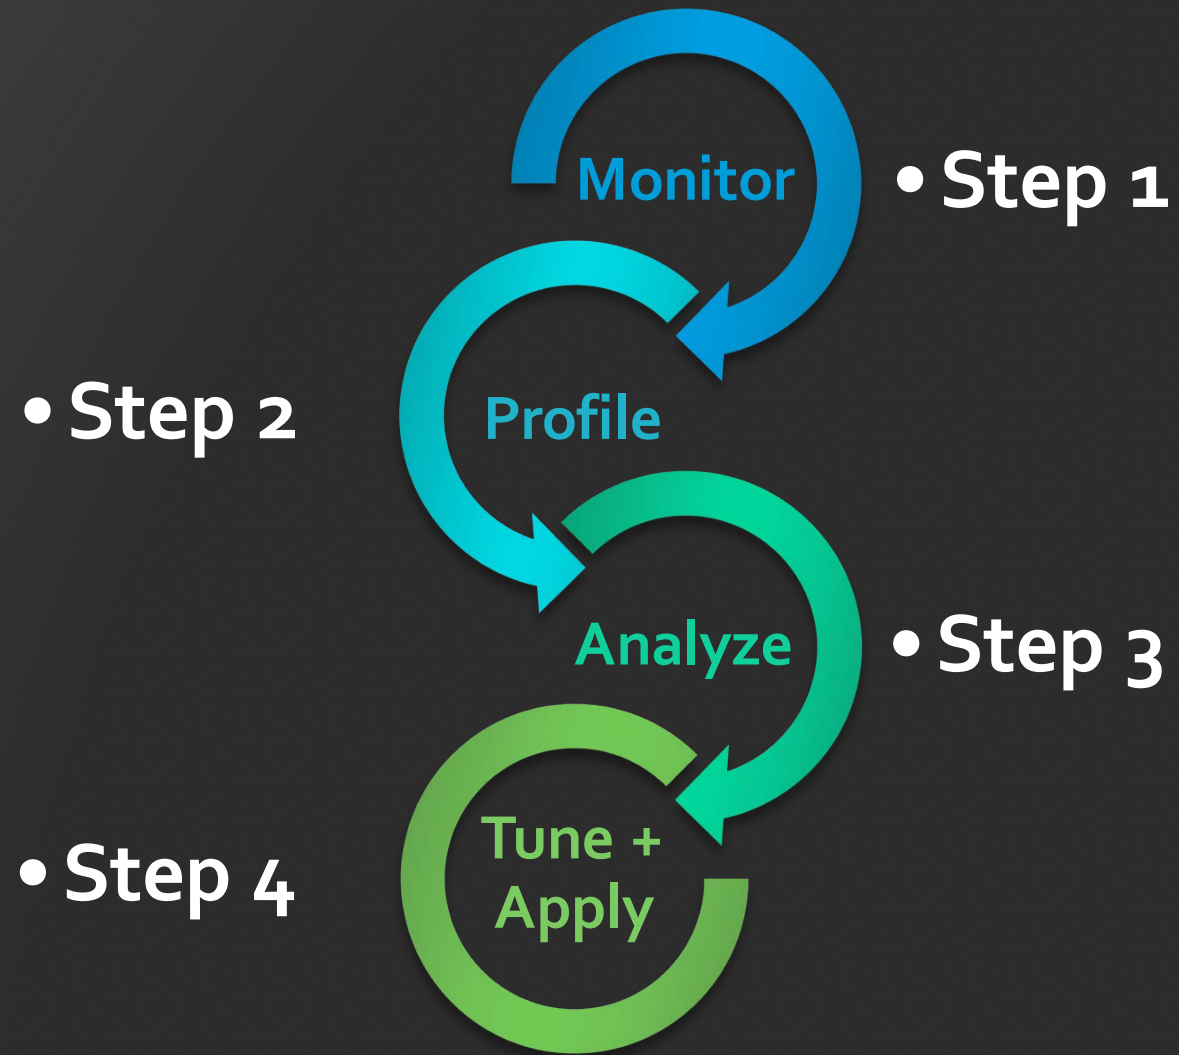 Monitor
• Step 1
• Step 2
Profile
Analyze
• Step 3
Tune +
Apply
• Step 4